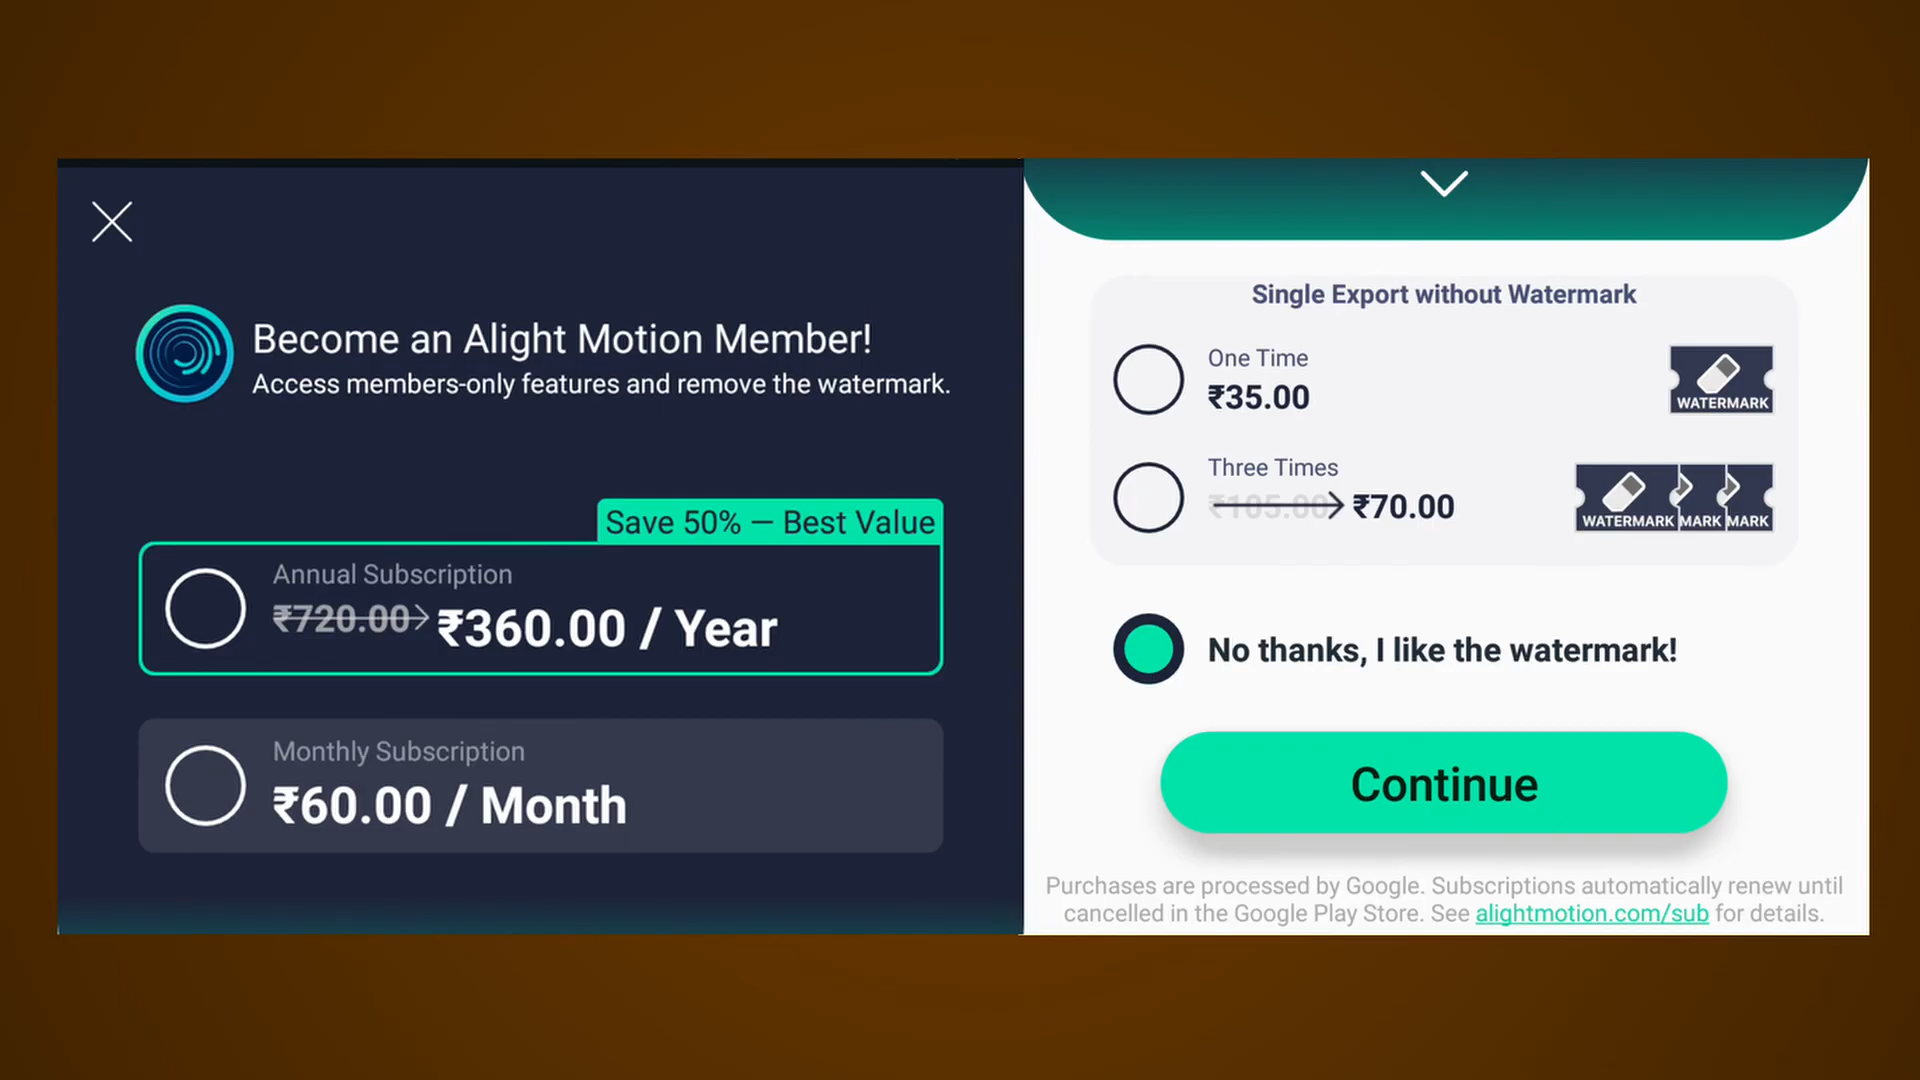 Become an Alight Motion Member!
Access members-only features and remove the watermark.
Save 50% — Best Value
Annual Subscription
₹720.00 ₹360.00 / Year
Monthly Subscription
₹60.00 / Month
Single Export without Watermark
One Time
₹35.00
WATERMARK
Three Times
₹105.00 ₹70.00
WATERMARK MARK MARK
No thanks, I like the watermark!
Continue
Purchases are processed by Google. Subscriptions automatically renew until
cancelled in the Google Play Store. See alightmotion.com/sub for details.